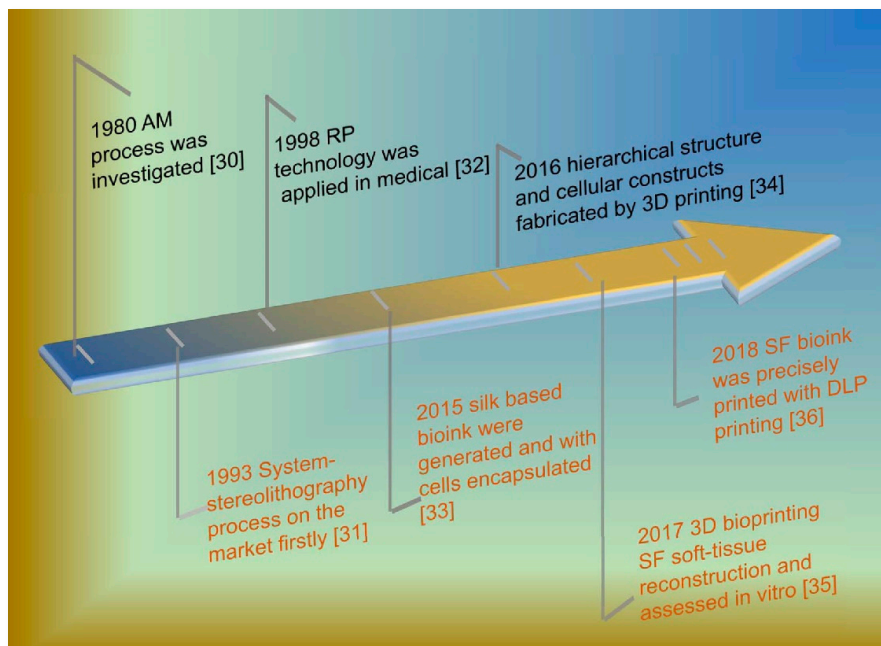 1980 AM
process was
investigated [30]
1998 RP
technology was
applied in medical [32]
2016 hierarchical structure
and cellular constructs
fabricated by 3D printing [34]
1993 System-
stereolithography
process on the
market firstly [31]
2015 silk based
bioink were
generated and with
cells encapsulated
[33]
2017 3D bioprinting
SF soft-tissue
reconstruction and
assessed in vitro [35]
2018 SF bioink
was precisely
printed with DLP
printing [36]